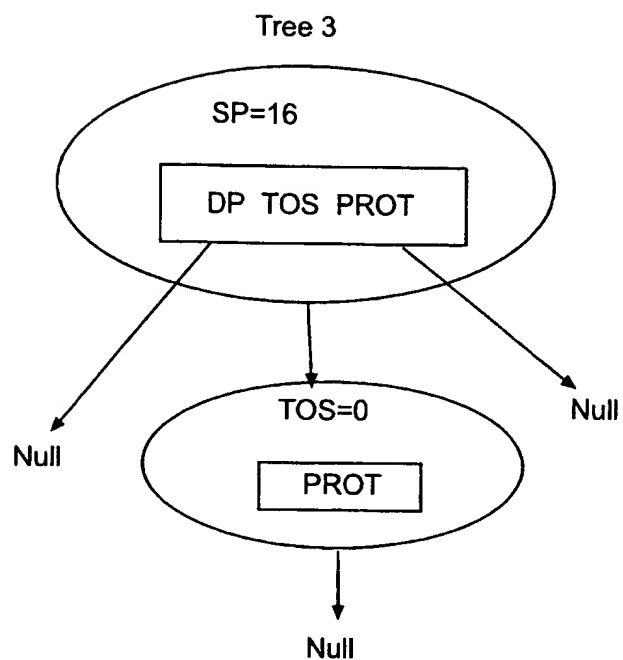 Tree 3
SP=16
DP TOS PROT
Null
TOS=0
Null
PROT
Null